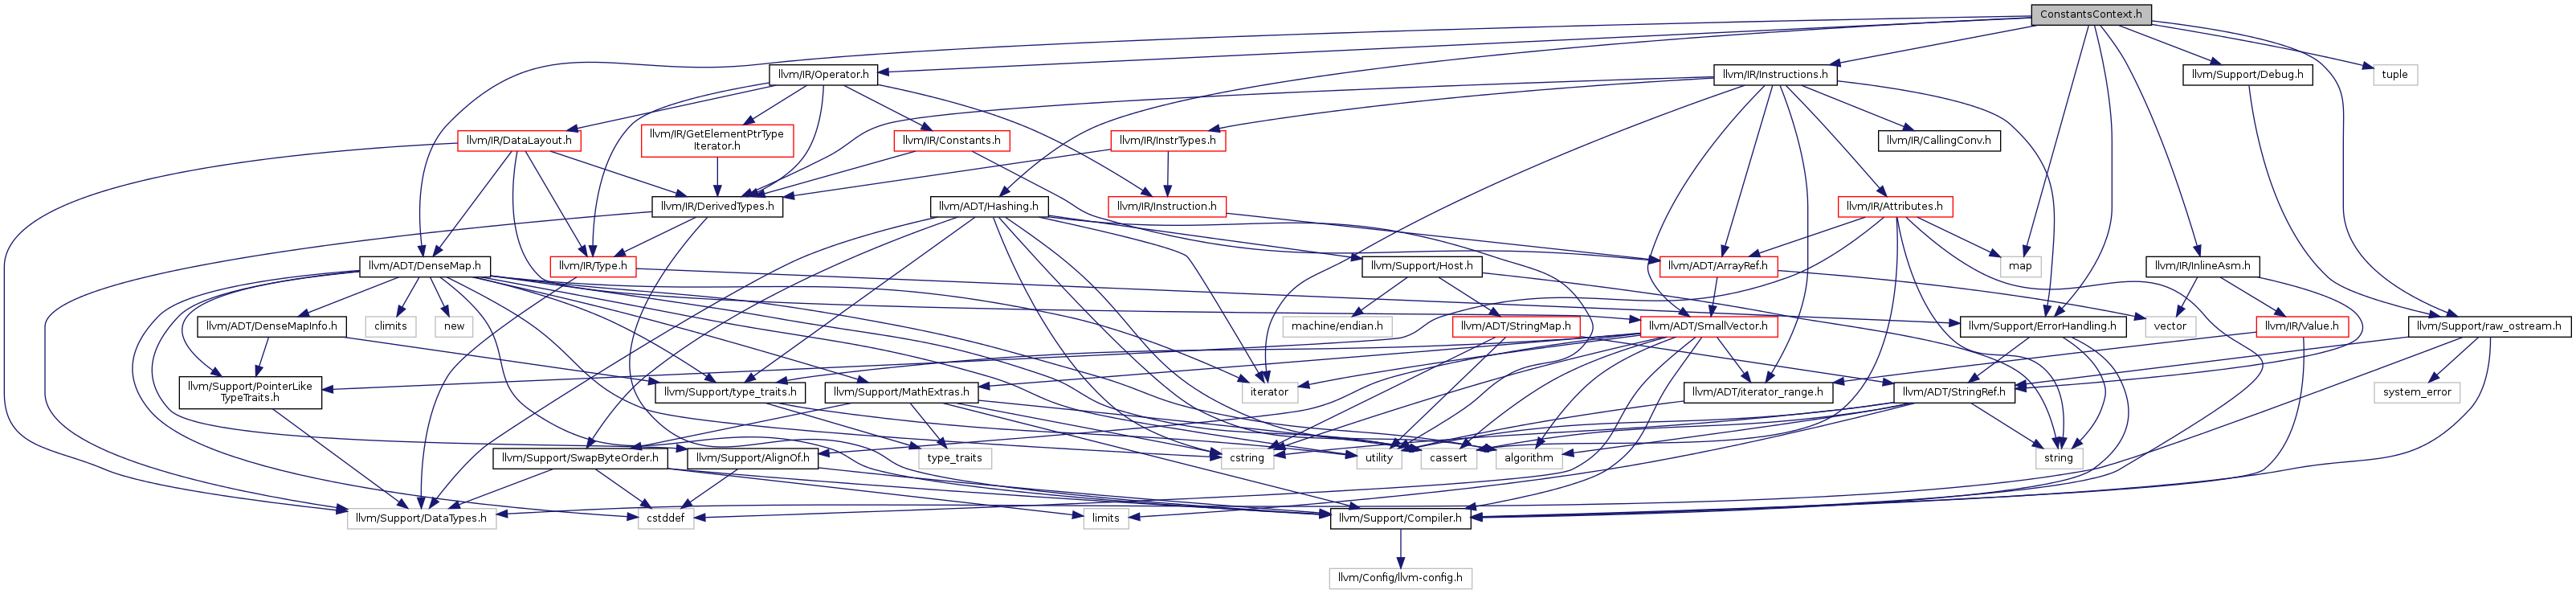 ConstantsContext.h
llvm/IR/Operator.h
llvm/IR/Instructions.h
llvm/Support/Debug.h
tuple
llvm/IR/DataLayout.h
llvm/IR/GetElementPtrType
Iterator.h
llvm/IR/Constants.h
llvm/IR/InstrTypes.h
llvm/IR/CallingConv.h
llvm/IR/DerivedTypes.h
llvm/ADT/Hashing.h
llvm/IR/Instruction.h
llvm/IR/Attributes.h
llvm/ADT/DenseMap.h
llvm/IR/Type.h
llvm/Support/Host.h
llvm/ADT/ArrayRef.h
map
llvm/IR/InlineAsm.h
llvm/ADT/DenseMapInfo.h
climits
new
machine/endian.h
llvm/ADT/StringMap.h
llvm/ADT/SmallVector.h
llvm/Support/ErrorHandling.h
vector
llvm/IR/Value.h
llvm/Support/raw_ostream.h
llvm/Support/PointerLike
TypeTraits.h
llvm/Support/type_traits.h
llvm/Support/MathExtras.h
iterator
llvm/ADT/iterator_range.h
llvm/ADT/StringRef.h
system_error
llvm/Support/SwapByteOrder.h
llvm/Support/AlignOf.h
type_traits
cstring
utility
cassert
algorithm
string
llvm/Support/DataTypes.h
cstddef
limits
llvm/Support/Compiler.h
llvm/Config/llvm-config.h